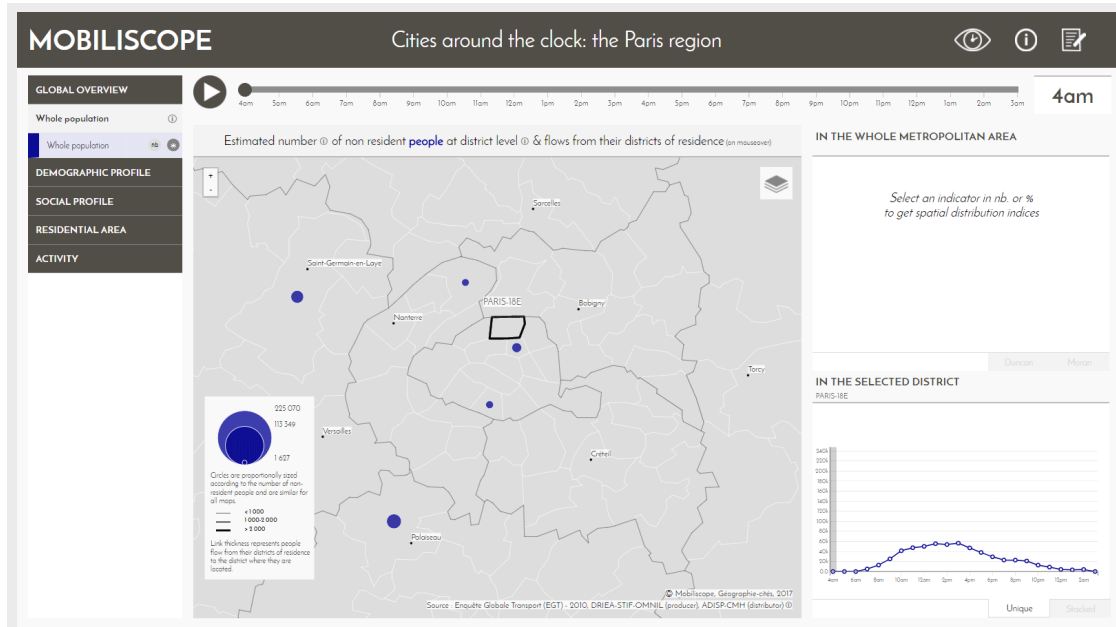 MOBILISCOPE
Cities around the clock: the Paris region
GLOBAL OVERVIEW
Whole population
Whole population nb
DEMOGRAPHIC PROFILE
SOCIAL PROFILE
RESIDENTIAL AREA
ACTIVITY
4am 5am 6am 7am 8am 9am 10am 11am 12am 1pm 2pm 3pm 4pm 5pm 6pm 7pm 8pm 9pm 10pm 11pm 12pm 1am 2am 3am
4am
Estimated number of non resident people at district level & flows from their districts of residence (on mouseover)
+
-
Sarcelles
Saint-Germain-en-Laye
PARIS-18E
Bobigny
Nanterre
Torcy
Versailles
Créteil
Palaiseau
225 070
113 349
1 627
Circles are proportionally sized
according to the number of non-
resident people and are similar for
all maps.
< 1 000
1 000-2 000
> 2 000
Link thickness represents people
flow from their districts of residence
to the district where they are
located.
© Mobiliscope, Géographie-cités, 2017
Source : Enquête Globale Transport (EGT) - 2010, DRIEA-STIF-OMNIL (producer), ADISP-CMH (distributor)
IN THE WHOLE METROPOLITAN AREA
Select an indicator in nb. or %
to get spatial distribution indices
Duncan Moran
IN THE SELECTED DISTRICT
PARIS-18E
240k
220k
200k
180k
160k
140k
120k
100k
80k
60k
40k
20k
0.0
4am 6am 8am 10am 12am 2pm 4pm 6pm 8pm 10pm 12pm 2am
Unique Stacked